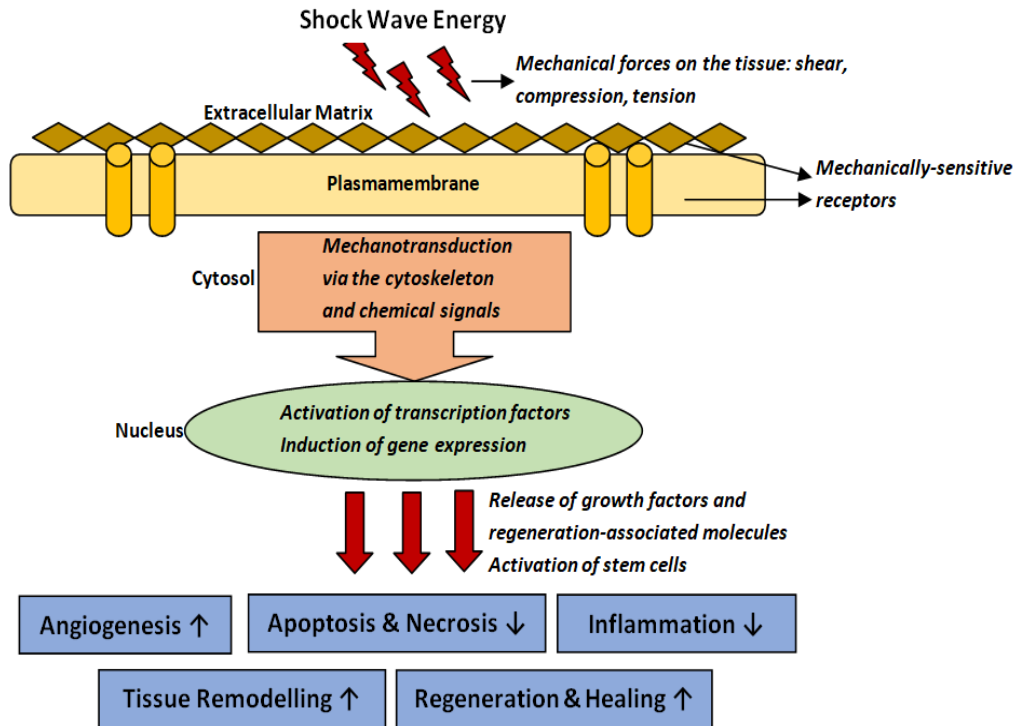 Shock Wave Energy
Mechanical forces on the tissue: shear,
compression, tension
Extracellular Matrix
Plasmamembrane
Mechanically-sensitive
receptors
Cytosol
Mechanotransduction
via the cytoskeleton
and chemical signals
Nucleus
Activation of transcription factors
Induction of gene expression
Release of growth factors and
regeneration-associated molecules
Activation of stem cells
Angiogenesis ↑
Apoptosis & Necrosis ↓
Inflammation ↓
Tissue Remodelling ↑
Regeneration & Healing ↑